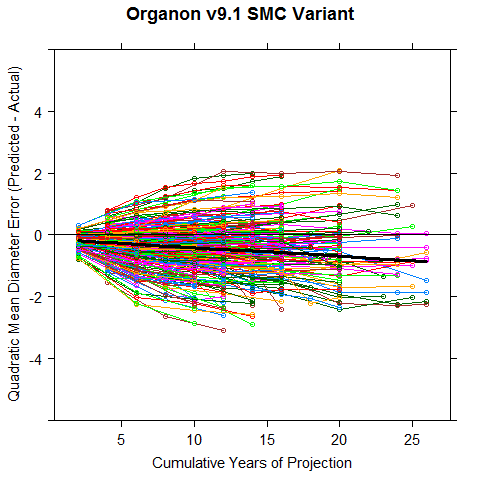 Organon v9.1 SMC Variant
Quadratic Mean Diameter Error (Predicted - Actual)
4
2
0
-2
-4
5 10 15 20 25
Cumulative Years of Projection